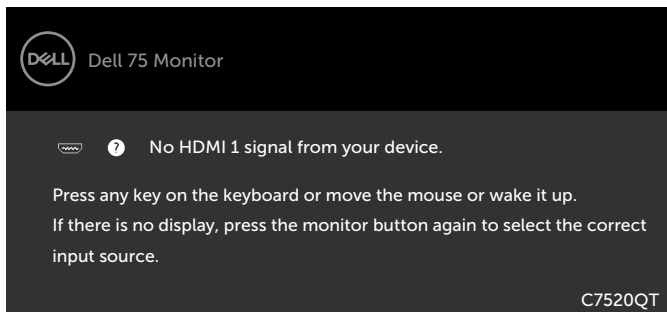 DELL
Dell 75 Monitor
? No HDMI 1 signal from your device.
Press any key on the keyboard or move the mouse or wake it up.
If there is no display, press the monitor button again to select the correct
input source.
C7520QT